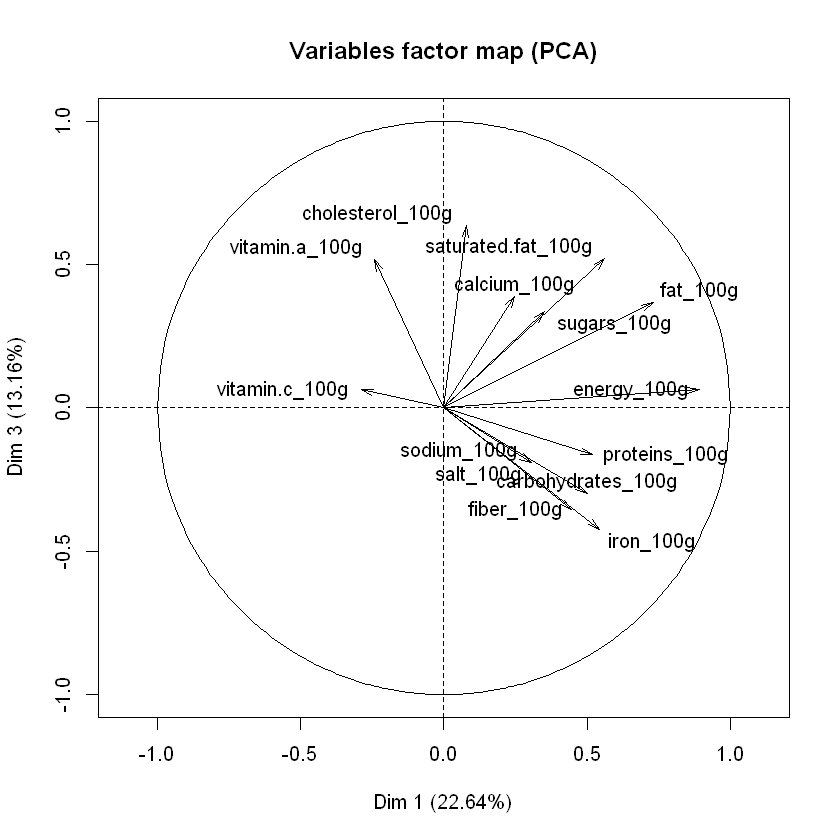 Variables factor map (PCA)
1.0
cholesterol_100g
vitamin.a_100g
saturated.fat_100g
0.5
calcium_100g
fat_100g
sugars_100g
Dim 3 (13.16%)
vitamin.c_100g
energy_100g
0.0
sodium_100g
proteins_100g
salt_100g
carbohydrates_100g
fiber_100g
iron_100g
-0.5
-1.0
-1.0 -0.5 0.0 0.5 1.0
Dim 1 (22.64%)